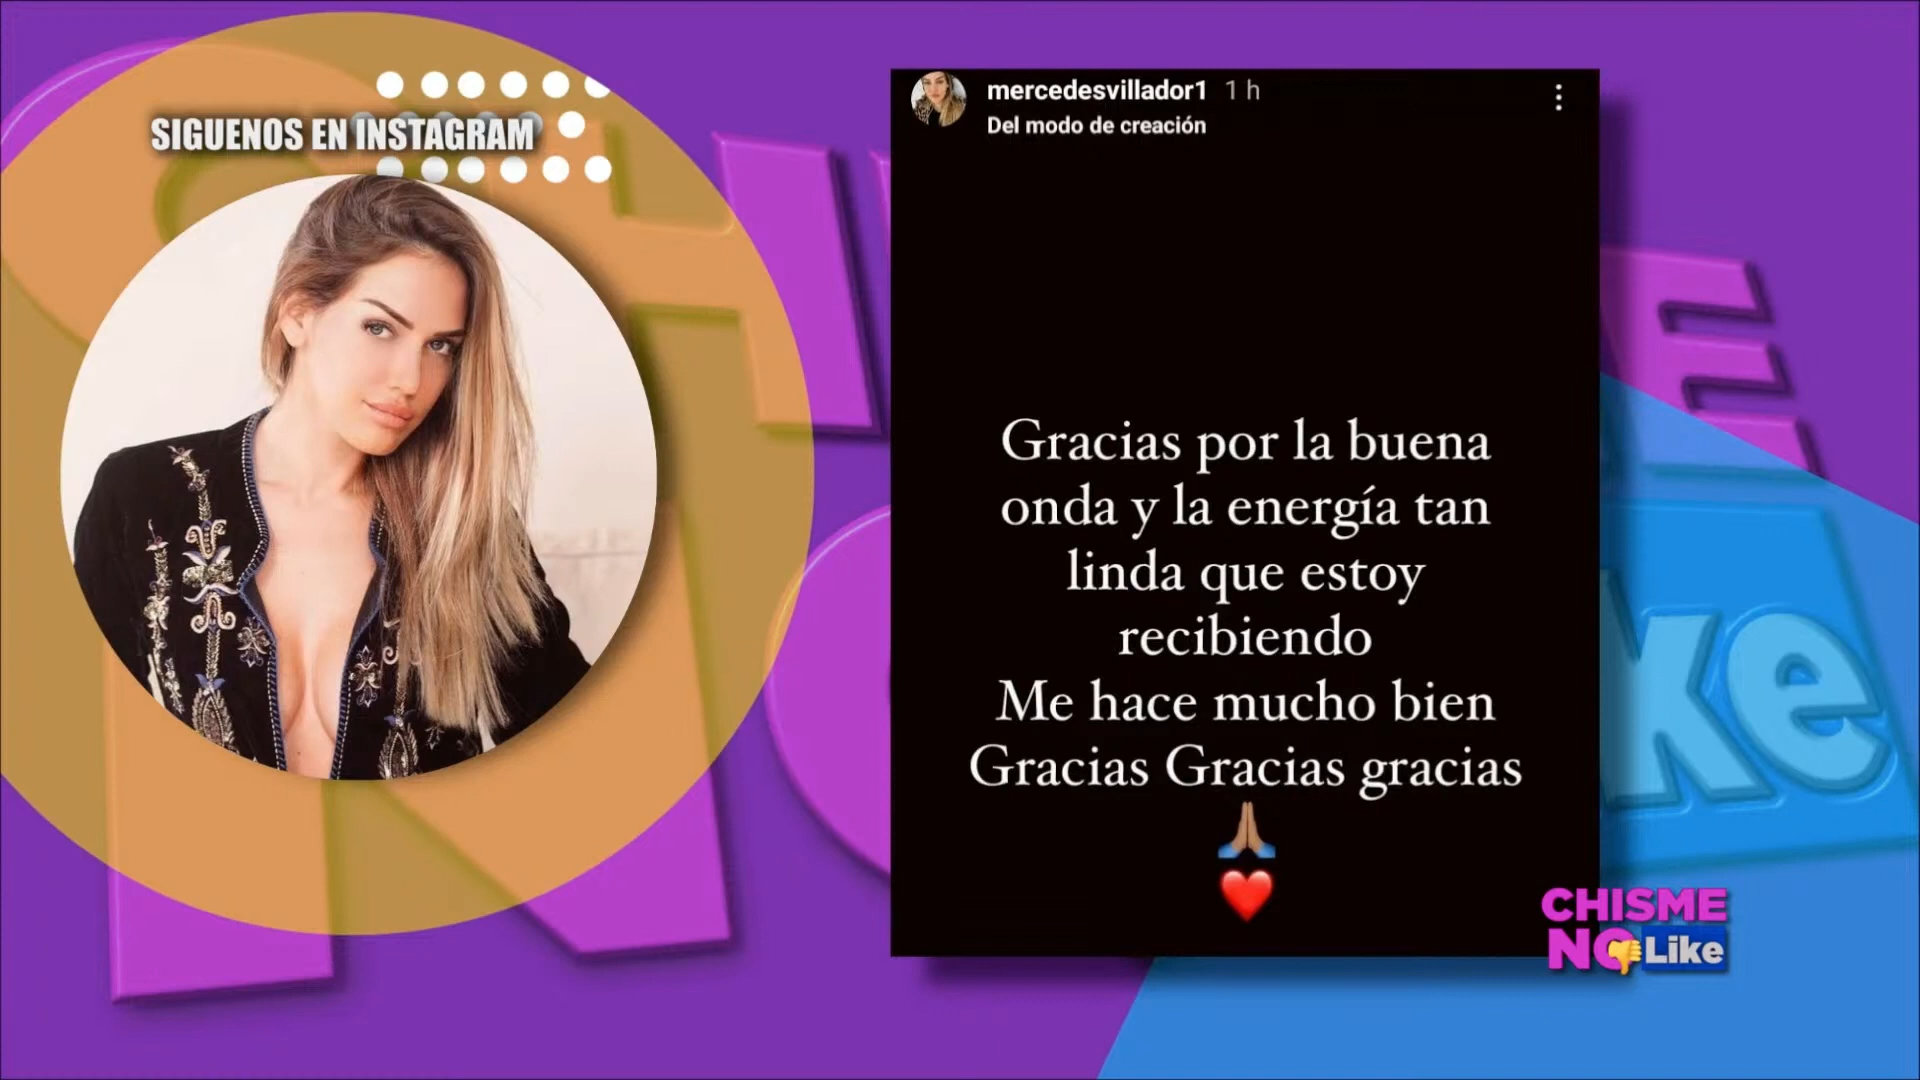 SIGUENOS EN INSTAGRAM
mercedesvillador1 1 h
Del modo de creación
Gracias por la buena
onda y la energía tan
linda que estoy
recibiendo
Me hace mucho bien
Gracias Gracias gracias
🙏🏽
❤️
CHISME
NO Like